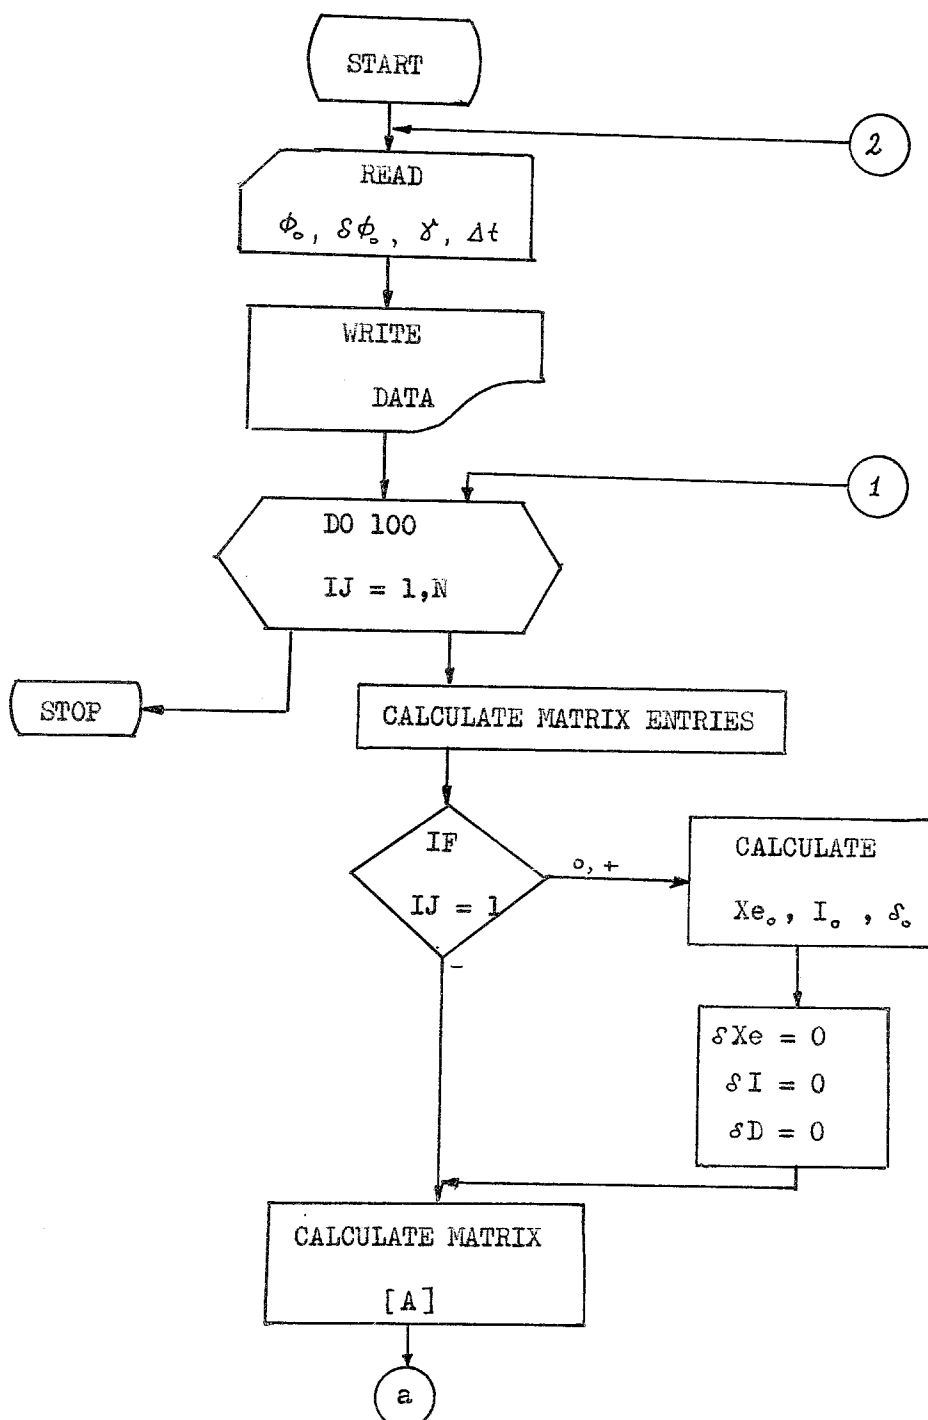 START
2
READ
ϕ₀, δϕ₀, γ, Δt
WRITE
DATA
1
DO 100
IJ = 1,N
STOP
CALCULATE MATRIX ENTRIES
IF
IJ = 1
o, +
-
CALCULATE
Xe₀, I₀ , δ₀
δXe = 0
δI = 0
δD = 0
CALCULATE MATRIX
[A]
a